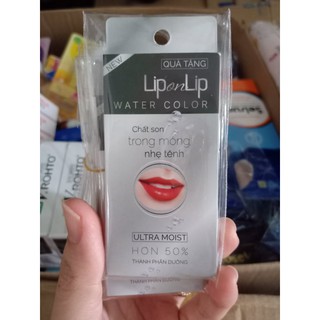 NEW
QUÀ TẶNG
LiponLip
WATER COLOR
Chất son
trong mỏng
nhẹ tênh
ULTRA MOIST
HƠN 50%
THÀNH PHẦN DƯỠNG
V.ROHTO